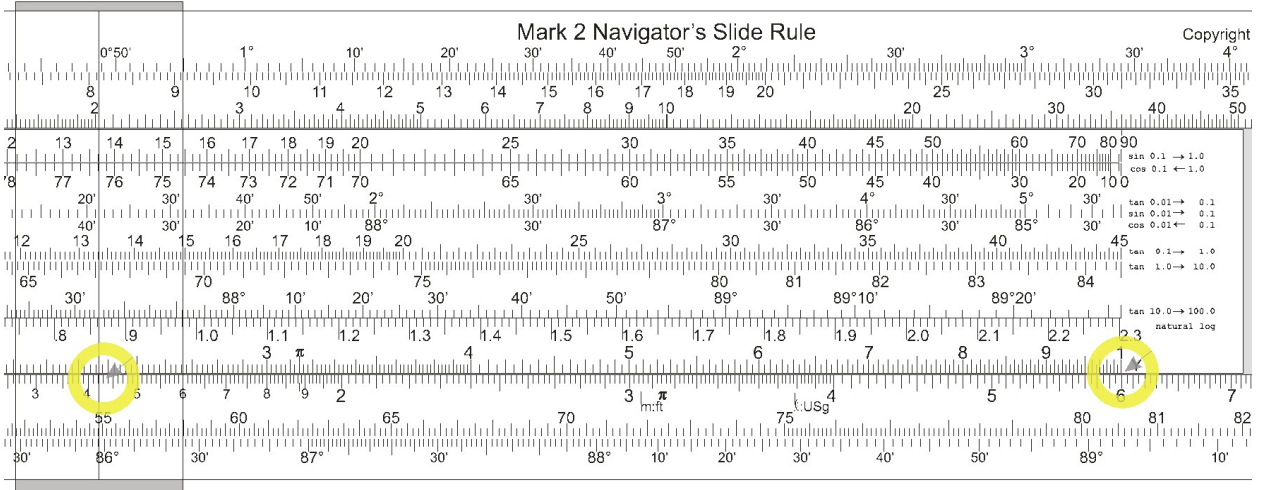 Mark 2 Navigator's Slide Rule
Copyright
0°50' 1° 10' 20' 30' 40' 50' 2° 30' 3° 30' 4°
8 9 10 11 12 13 14 15 16 17 18 19 20 25 30 35
2 3 4 5 6 7 8 9 10 20 30 40 50
2 13 14 15 16 17 18 19 20 25 30 35 40 45 50 60 70 80 90
sin 0.1 → 1.0
cos 0.1 ← 1.0
78 77 76 75 74 73 72 71 70 65 60 55 50 45 40 30 20 10 0
20' 30' 40' 50' 2° 30' 3° 30' 4° 30' 5° 30'
tan 0.01→ 0.1
sin 0.01→ 0.1
cos 0.01← 0.1
40' 30' 20' 10' 88° 30' 87° 30' 86° 30' 85° 30'
12 13 14 15 16 17 18 19 20 25 30 35 40 45
tan 0.1→ 1.0
tan 1.0→ 10.0
65 70 75 80 81 82 83 84
30' 88° 10' 20' 30' 40' 50' 89° 89°10' 89°20'
tan 10.0→100.0
natural log
.8 .9 1.0 1.1 1.2 1.3 1.4 1.5 1.6 1.7 1.8 1.9 2.0 2.1 2.2 2.3
3 π 4 5 6 7 8 9 1
3 4 5 6 7 8 9 2 3 π 4 5 6 7
m:ft :USg
55 60 65 70 75 80 81 82
30' 86° 30' 87° 30' 88° 10' 20' 30' 40' 50' 89° 10'